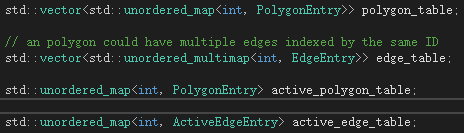 std::vector<std::unordered_map<int, PolygonEntry>> polygon_table;
// an polygon could have multiple edges indexed by the same ID
std::vector<std::unordered_multimap<int, EdgeEntry>> edge_table;
std::unordered_map<int, PolygonEntry> active_polygon_table;
std::unordered_map<int, ActiveEdgeEntry> active_edge_table;